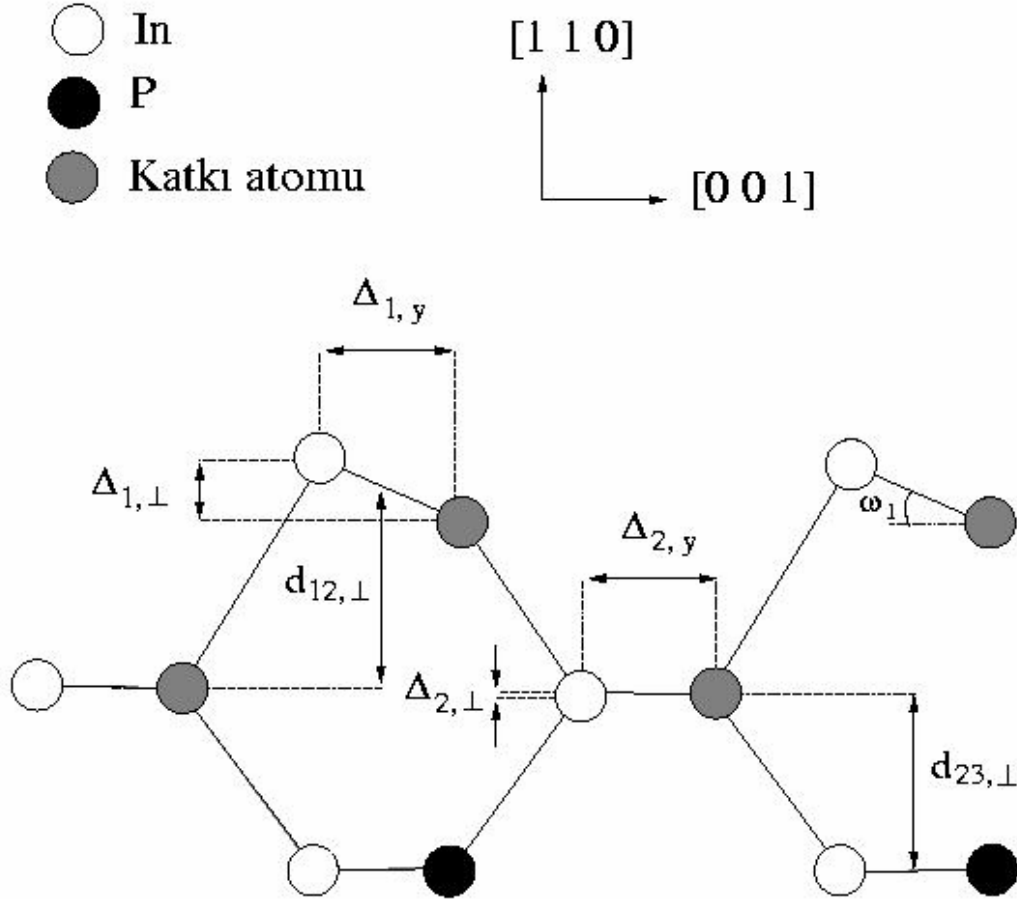 In
P
Katkı atomu
[1 1 0]
[0 0 1]
Δ1, y
Δ1,⊥
d12,⊥
Δ2, y
ω1
Δ2,⊥
d23,⊥